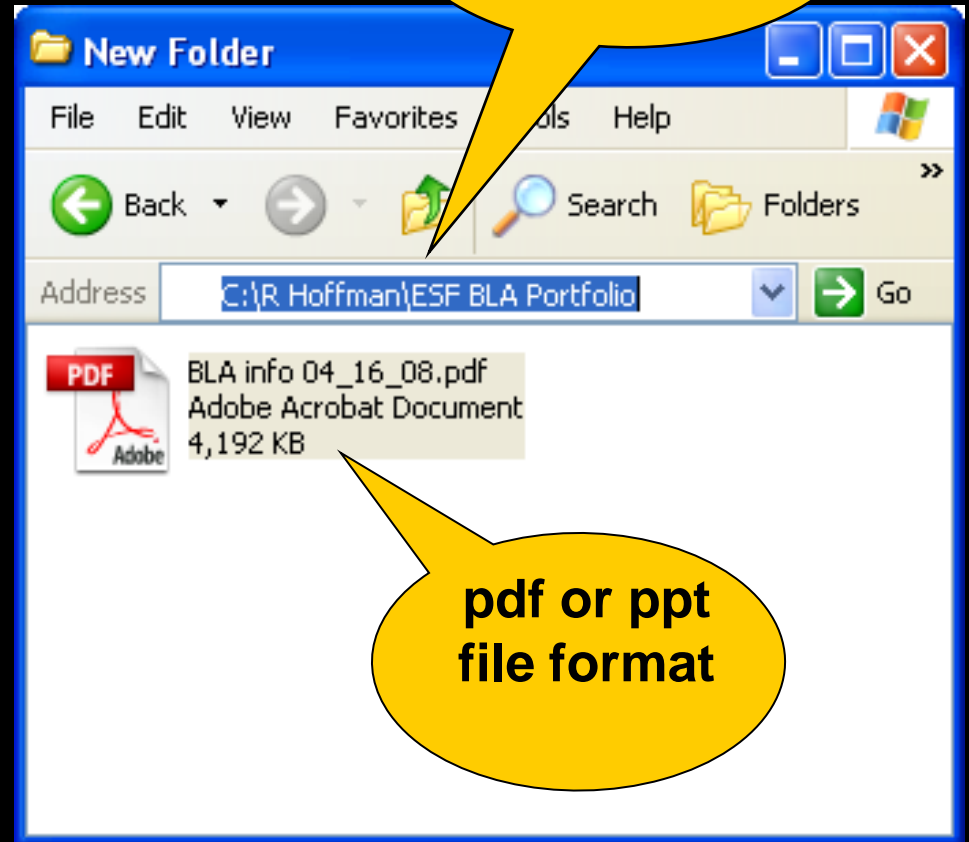 New Folder
File Edit View Favorites Help
Back Search Folders »
Address C:\R Hoffman\ESF BLA Portfolio Go
PDF
Adobe
BLA info 04_16_08.pdf
Adobe Acrobat Document
4,192 KB
pdf or ppt
file format